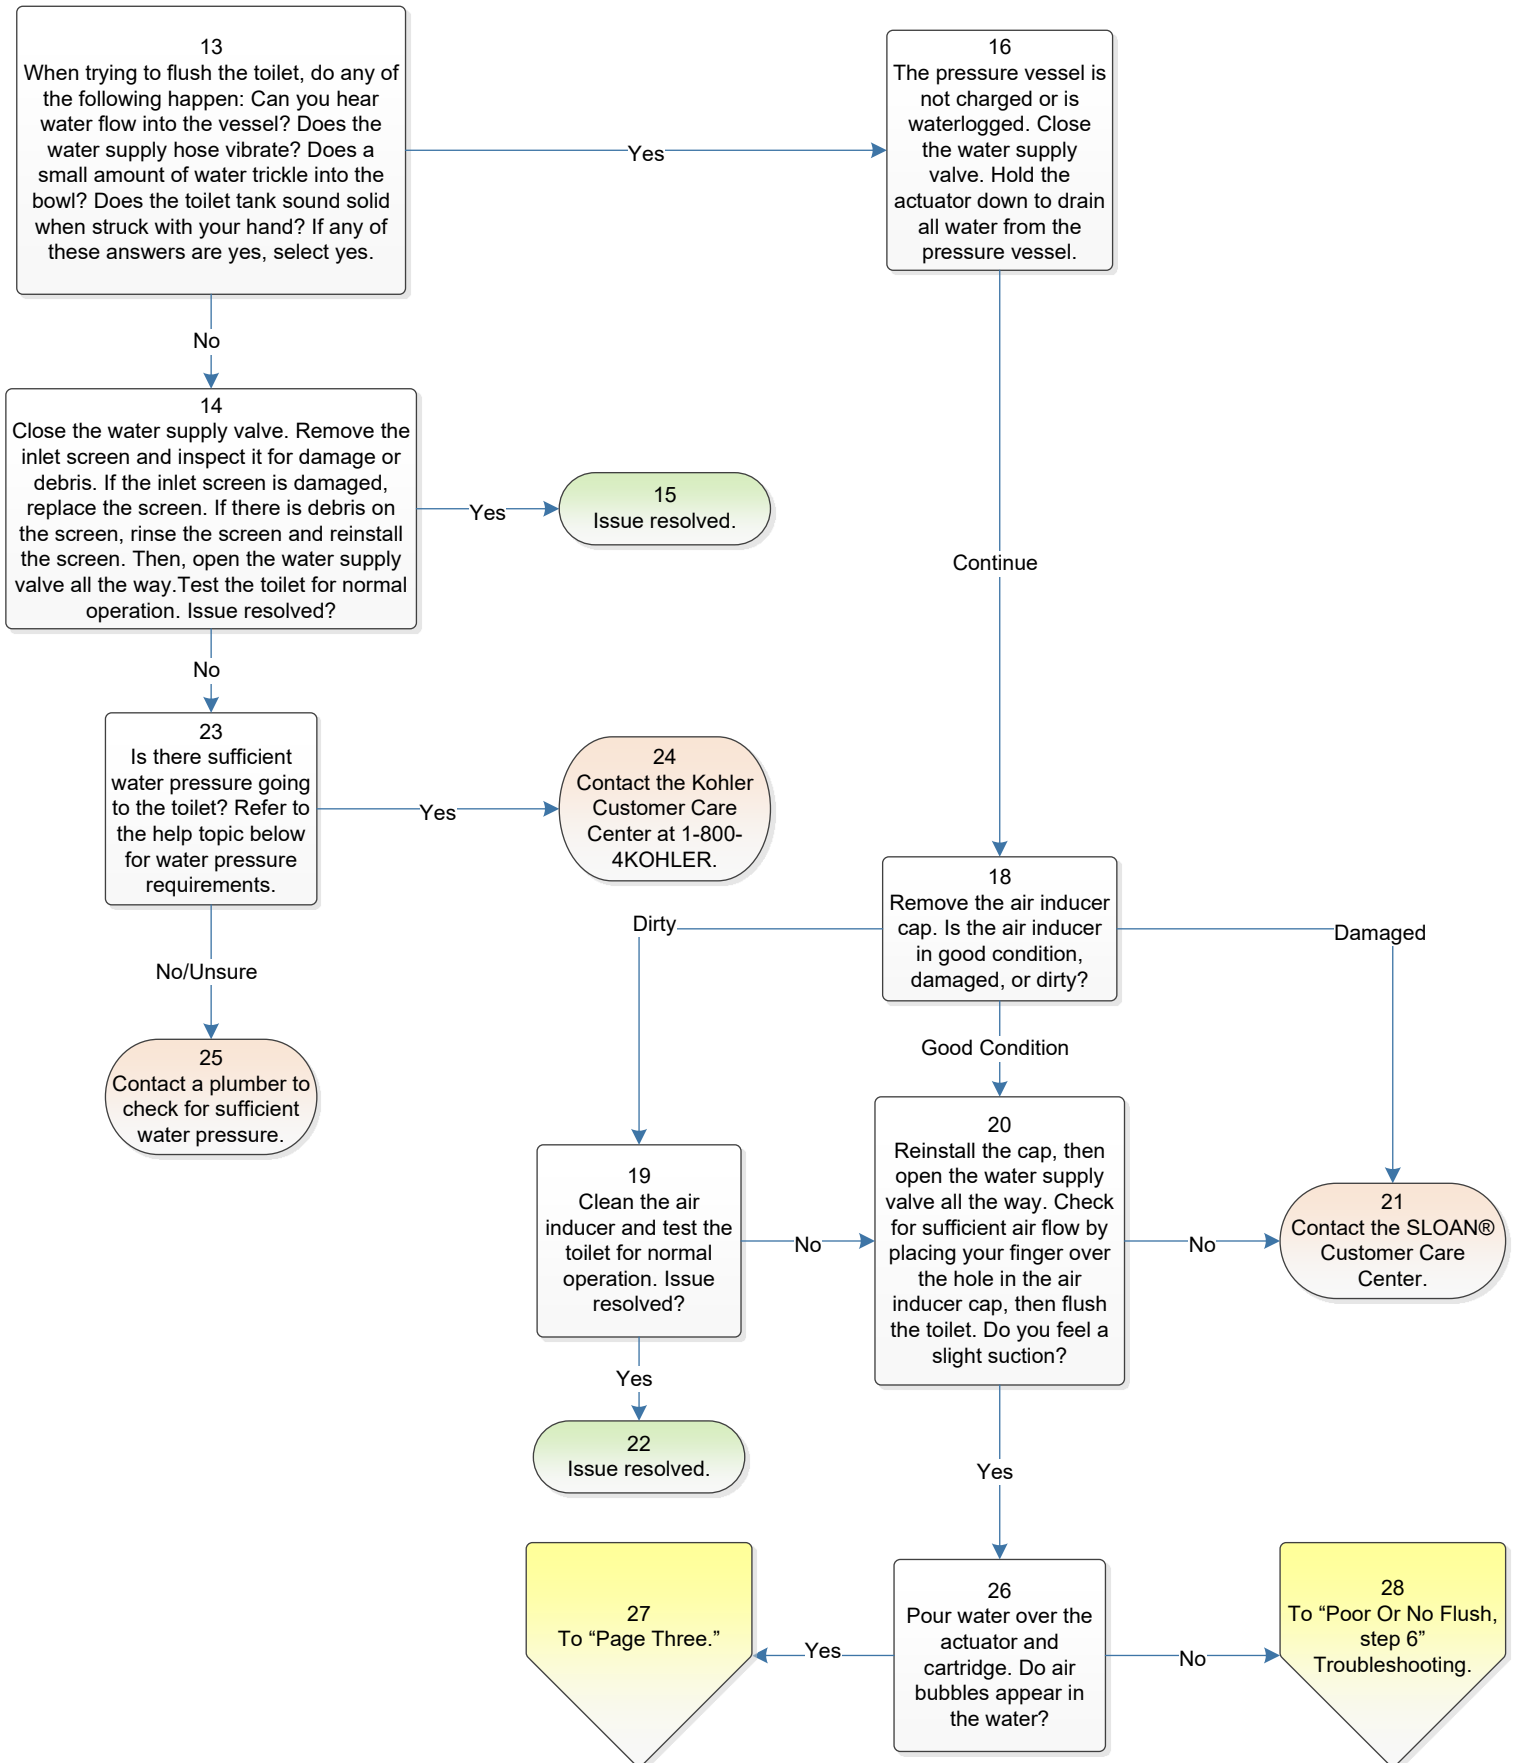 13
When trying to flush the toilet, do any of
the following happen: Can you hear
water flow into the vessel? Does the
water supply hose vibrate? Does a
small amount of water trickle into the
bowl? Does the toilet tank sound solid
when struck with your hand? If any of
these answers are yes, select yes.
Yes
16
The pressure vessel is
not charged or is
waterlogged. Close
the water supply
valve. Hold the
actuator down to drain
all water from the
pressure vessel.
No
14
Close the water supply valve. Remove the
inlet screen and inspect it for damage or
debris. If the inlet screen is damaged,
replace the screen. If there is debris on
the screen, rinse the screen and reinstall
the screen. Then, open the water supply
valve all the way.Test the toilet for normal
operation. Issue resolved?
Yes
15
Issue resolved.
Continue
No
23
Is there sufficient
water pressure going
to the toilet? Refer to
the help topic below
for water pressure
requirements.
Yes
24
Contact the Kohler
Customer Care
Center at 1-800-
4KOHLER.
No/Unsure
25
Contact a plumber to
check for sufficient
water pressure.
18
Remove the air inducer
cap. Is the air inducer
in good condition,
damaged, or dirty?
Dirty
Damaged
Good Condition
19
Clean the air
inducer and test the
toilet for normal
operation. Issue
resolved?
No
20
Reinstall the cap, then
open the water supply
valve all the way. Check
for sufficient air flow by
placing your finger over
the hole in the air
inducer cap, then flush
the toilet. Do you feel a
slight suction?
No
21
Contact the SLOAN®
Customer Care
Center.
Yes
22
Issue resolved.
Yes
26
Pour water over the
actuator and
cartridge. Do air
bubbles appear in
the water?
Yes
27
To “Page Three.”
No
28
To “Poor Or No Flush,
step 6”
Troubleshooting.